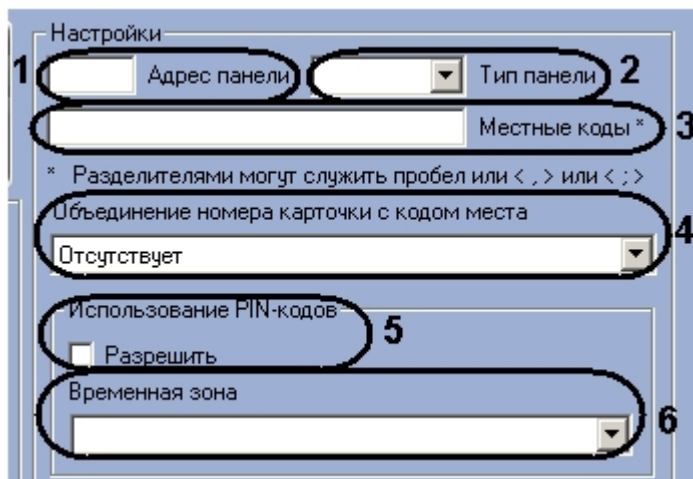 Настройки
1 Адрес панели Тип панели 2
Местные коды * 3
* Разделителями могут служить пробел или < , > или < ; >
Объединение номера карточки с кодом места
Отсутствует 4
Использование PIN-кодов
5
Разрешить
Временная зона
6